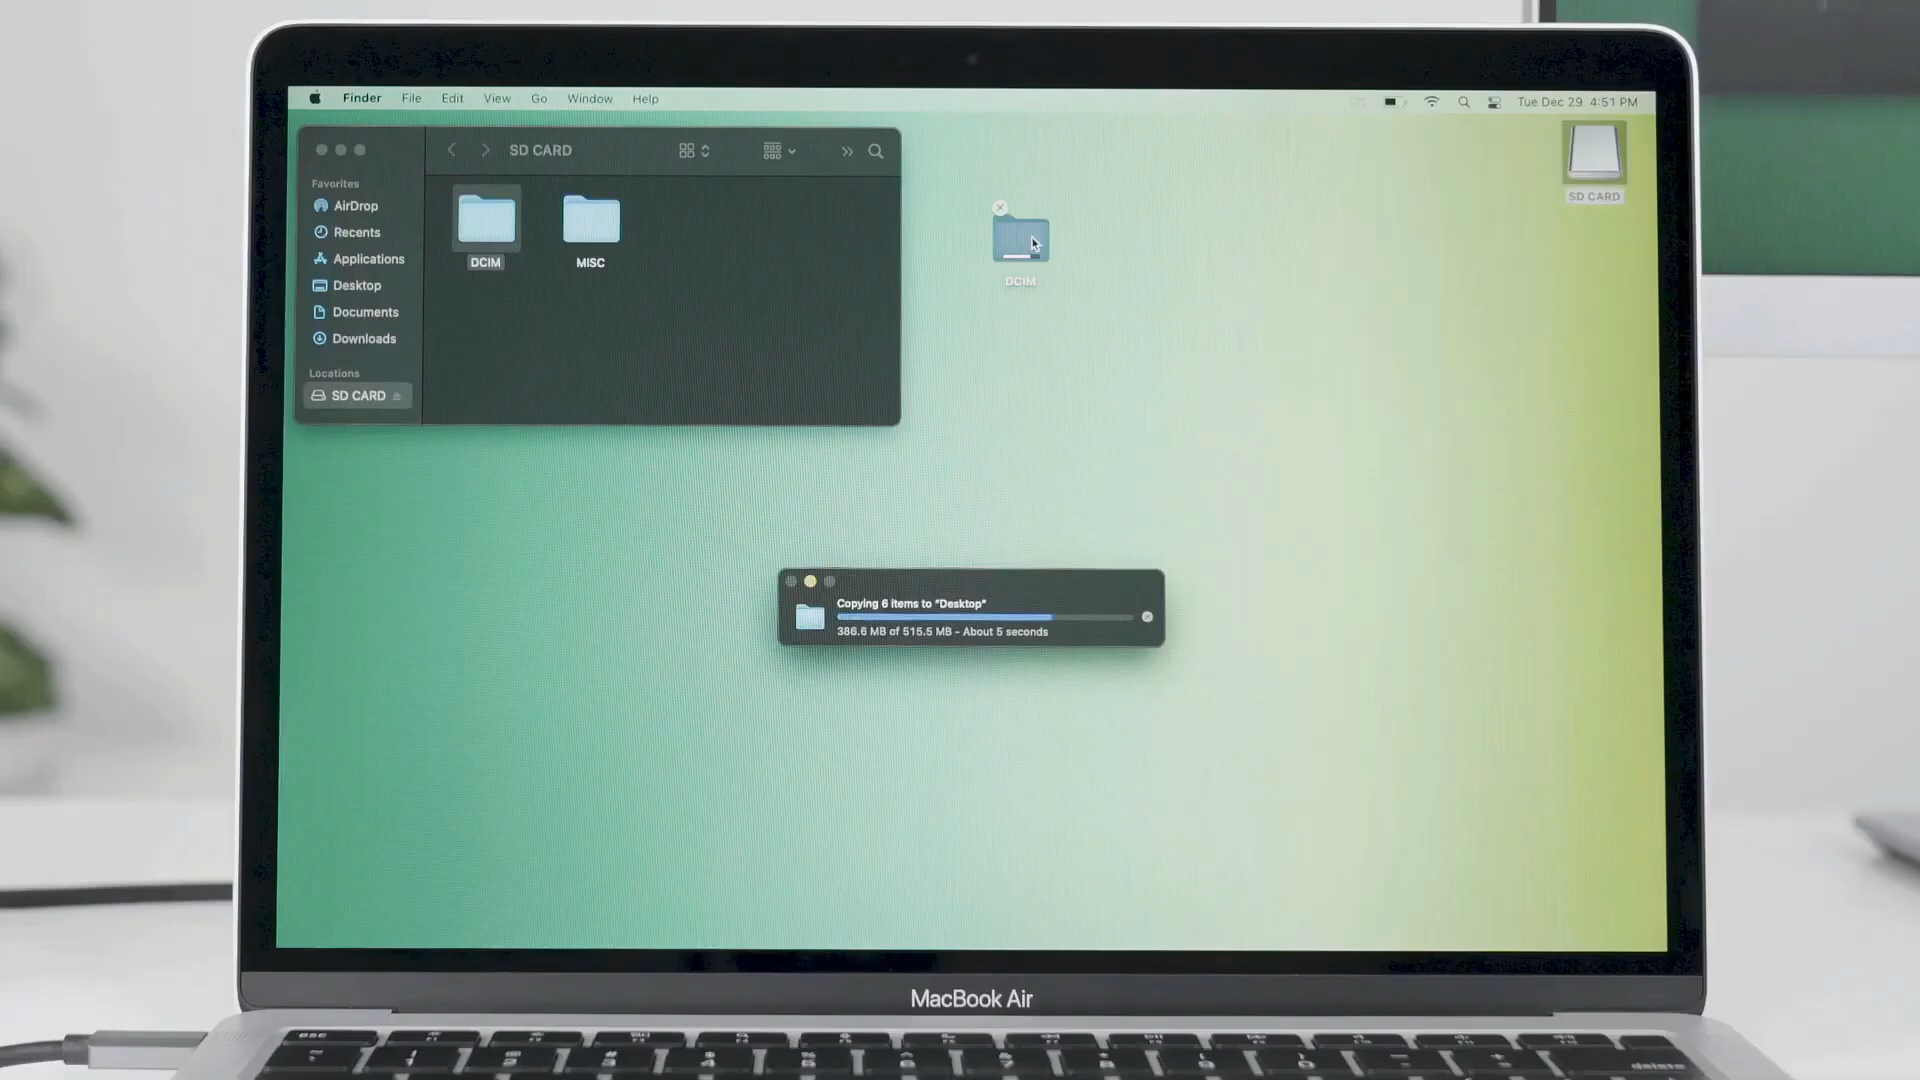 Finder File Edit View Go Window Help
Tue Dec 29 4:51 PM
SD CARD
Favorites
AirDrop
Recents
Applications
Desktop
Documents
Downloads
Locations
SD CARD
DCIM
MISC
DCIM
SD CARD
Copying 6 items to "Desktop"
386.6 MB of 515.5 MB - About 5 seconds
MacBook Air
esc
delete